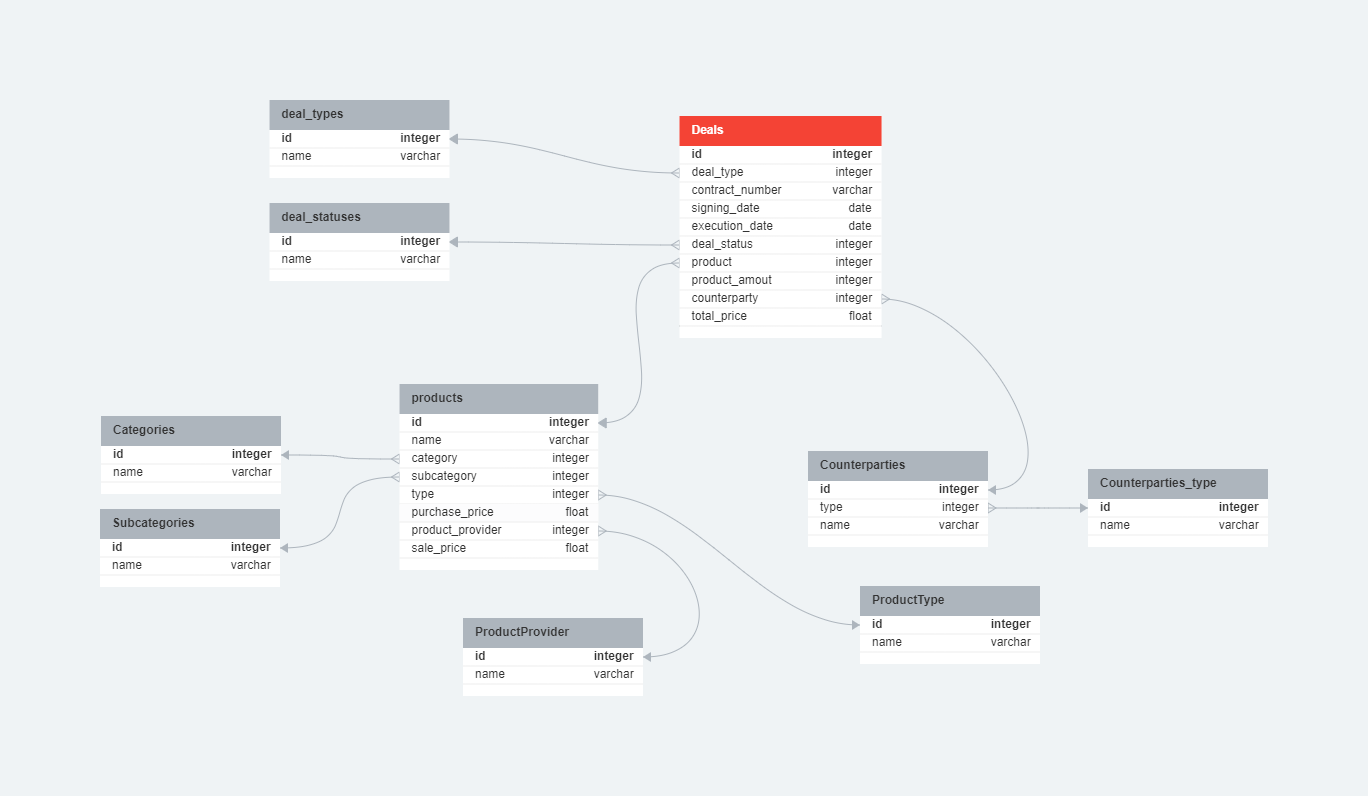 deal_types
id integer
name varchar
deal_statuses
id integer
name varchar
Deals
id integer
deal_type integer
contract_number varchar
signing_date date
execution_date date
deal_status integer
product integer
product_amout integer
counterparty integer
total_price float
products
id integer
name varchar
category integer
subcategory integer
type integer
purchase_price float
product_provider integer
sale_price float
Categories
id integer
name varchar
Subcategories
id integer
name varchar
Counterparties
id integer
type integer
name varchar
Counterparties_type
id integer
name varchar
ProductType
id integer
name varchar
ProductProvider
id integer
name varchar